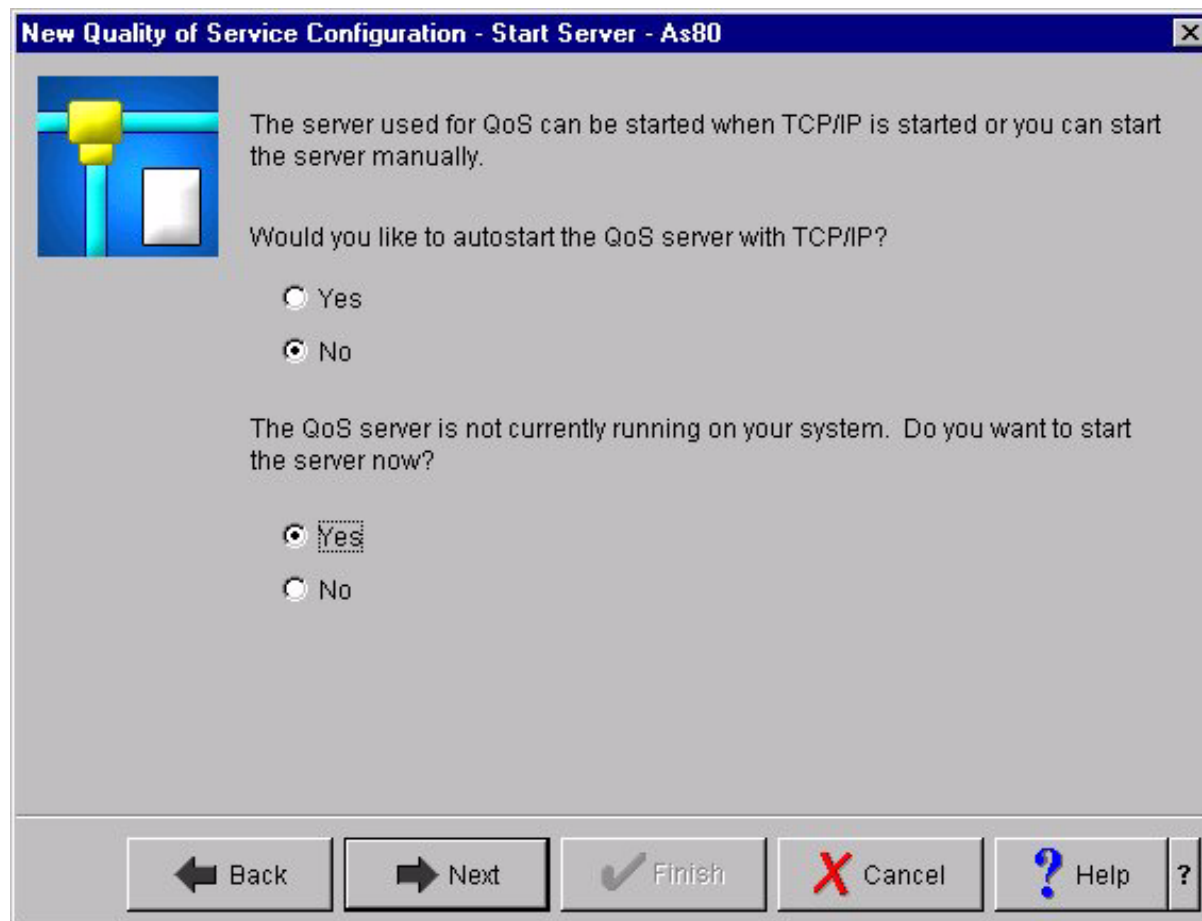 New Quality of Service Configuration - Start Server - As80
The server used for QoS can be started when TCP/IP is started or you can start
the server manually.
Would you like to autostart the QoS server with TCP/IP?
Yes
No
The QoS server is not currently running on your system.  Do you want to start
the server now?
Yes
No
Back
Next
Finish
Cancel
? Help
?